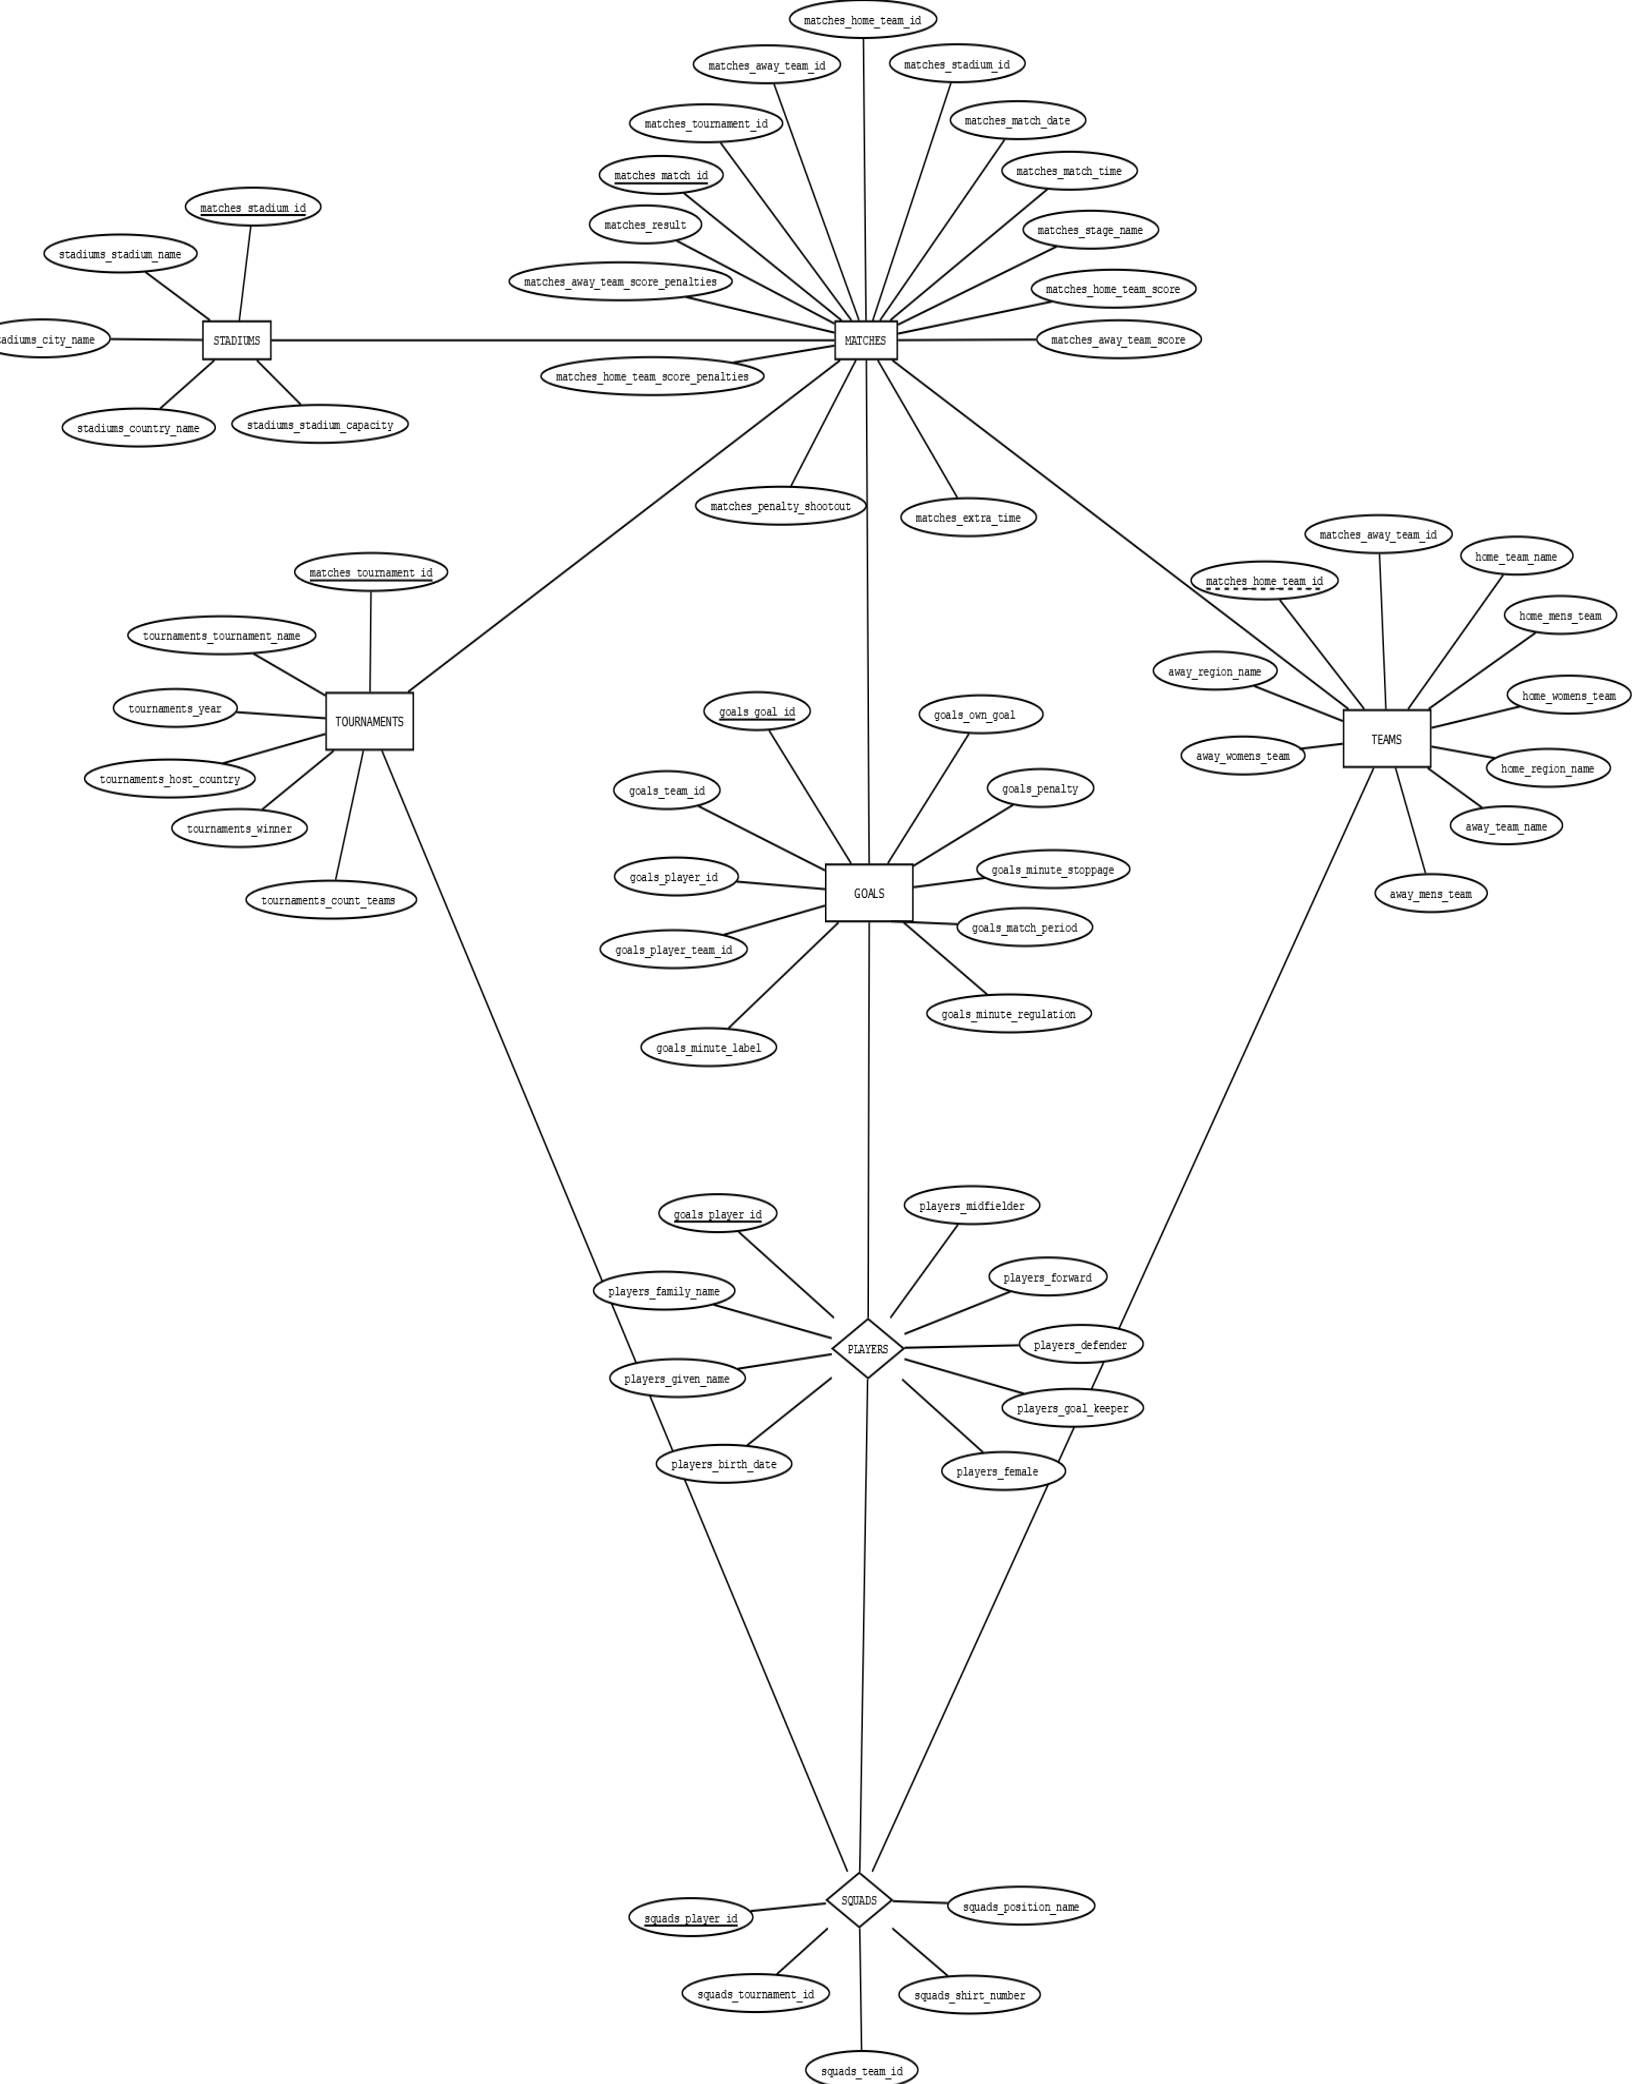 matches_home_team_id
matches_away_team_id
matches_stadium_id
matches_tournament_id
matches_match_date
matches_match_id
matches_match_time
matches_stadium_id
matches_result
matches_stage_name
stadiums_stadium_name
matches_away_team_score_penalties
matches_home_team_score
adiums_city_name
STADIUMS
MATCHES
matches_away_team_score
matches_home_team_score_penalties
stadiums_country_name
stadiums_stadium_capacity
matches_penalty_shootout
matches_extra_time
matches_away_team_id
home_team_name
matches_tournament_id
matches_home_team_id
home_mens_team
tournaments_tournament_name
away_region_name
home_womens_team
tournaments_year
goals_goal_id
goals_own_goal
TOURNAMENTS
TEAMS
away_womens_team
home_region_name
tournaments_host_country
goals_team_id
goals_penalty
tournaments_winner
away_team_name
goals_player_id
goals_minute_stoppage
GOALS
away_mens_team
tournaments_count_teams
goals_match_period
goals_player_team_id
goals_minute_regulation
goals_minute_label
players_midfielder
goals_player_id
players_forward
players_family_name
players_defender
PLAYERS
players_given_name
players_goal_keeper
players_birth_date
players_female
SQUADS
squads_position_name
squads_player_id
squads_tournament_id
squads_shirt_number
squads_team_id